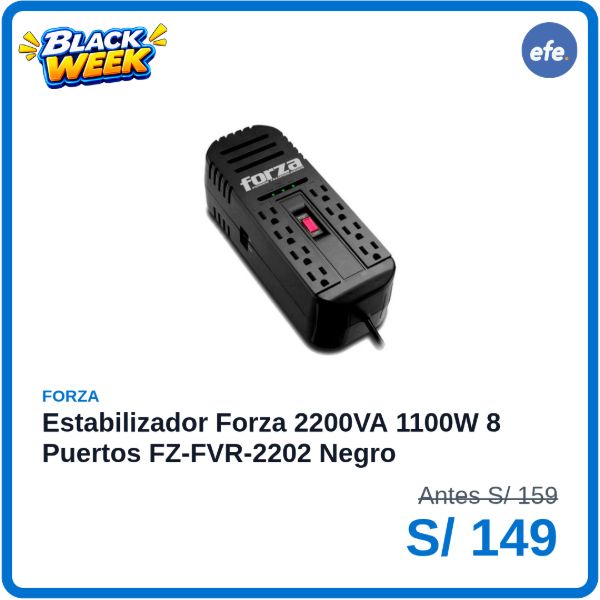 BLACK
WEEK
efe.
forza
FORZA
Estabilizador Forza 2200VA 1100W 8
Puertos FZ-FVR-2202 Negro
Antes S/ 159
S/ 149